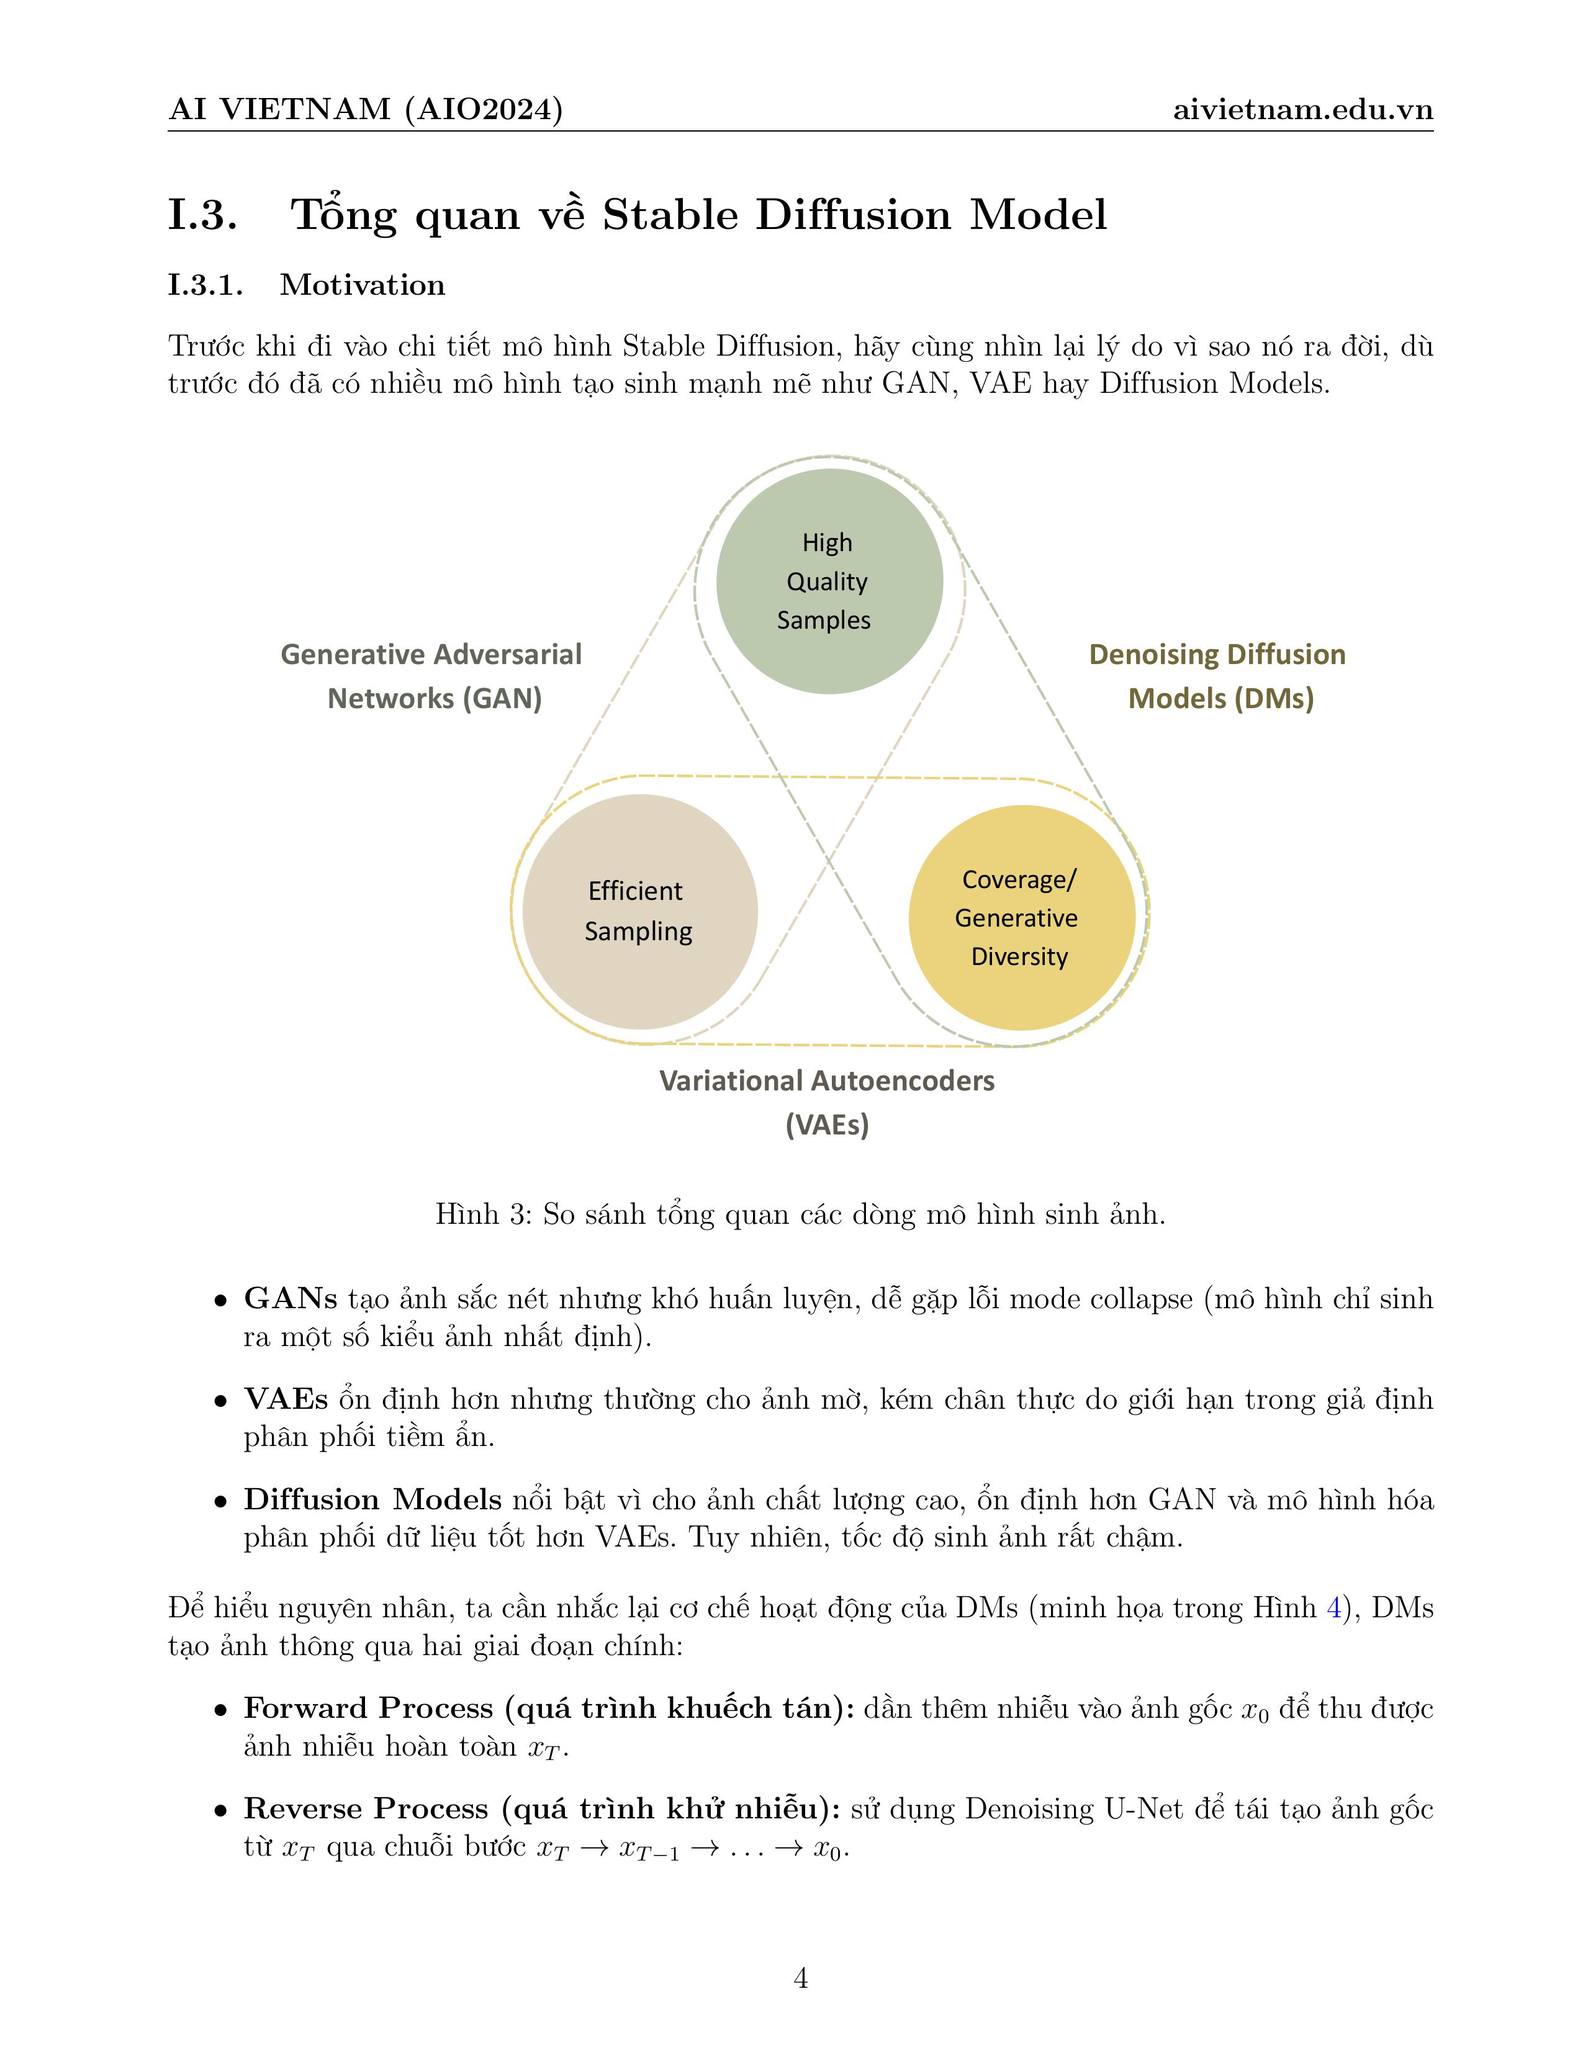 AI VIETNAM (AIO2024) aivietnam.edu.vn
I.3. Tổng quan về Stable Diffusion Model
I.3.1. Motivation
Trước khi đi vào chi tiết mô hình Stable Diffusion, hãy cùng nhìn lại lý do vì sao nó ra đời, dù
trước đó đã có nhiều mô hình tạo sinh mạnh mẽ như GAN, VAE hay Diffusion Models.
High
Quality
Samples
Generative Adversarial
Networks (GAN)
Denoising Diffusion
Models (DMs)
Efficient
Sampling
Coverage/
Generative
Diversity
Variational Autoencoders
(VAEs)
Hình 3: So sánh tổng quan các dòng mô hình sinh ảnh.
• GANs tạo ảnh sắc nét nhưng khó huấn luyện, dễ gặp lỗi mode collapse (mô hình chỉ sinh
ra một số kiểu ảnh nhất định).
• VAEs ổn định hơn nhưng thường cho ảnh mờ, kém chân thực do giới hạn trong giả định
phân phối tiềm ẩn.
• Diffusion Models nổi bật vì cho ảnh chất lượng cao, ổn định hơn GAN và mô hình hóa
phân phối dữ liệu tốt hơn VAEs. Tuy nhiên, tốc độ sinh ảnh rất chậm.
Để hiểu nguyên nhân, ta cần nhắc lại cơ chế hoạt động của DMs (minh họa trong Hình 4), DMs
tạo ảnh thông qua hai giai đoạn chính:
• Forward Process (quá trình khuếch tán): dần thêm nhiễu vào ảnh gốc x₀ để thu được
ảnh nhiễu hoàn toàn x_T.
• Reverse Process (quá trình khử nhiễu): sử dụng Denoising U-Net để tái tạo ảnh gốc
từ x_T qua chuỗi bước x_T → x_{T−1} → … → x₀.
4